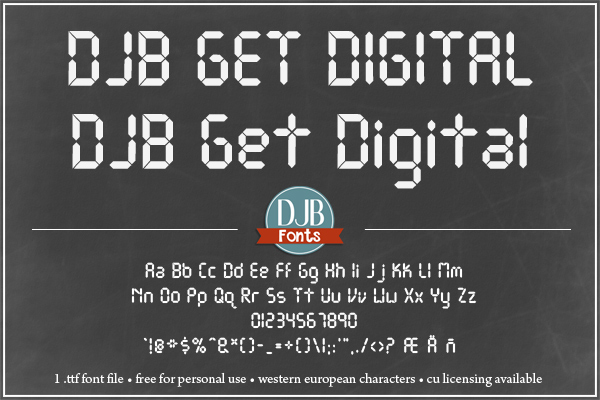 DJB GET DIGITAL
DJB Get Digital
DJB
Fonts
Aa Bb Cc Dd Ee Ff Gg Hh Ii Jj Kk Ll Mm
Nn Oo Pp Qq Rr Ss Tt Uu Vv Ww Xx Yy Zz
01234567890
`!@#$%^&*()-_=+{}\|;:'",./<>? Æ Ä ñ
1 .ttf font file • free for personal use • western european characters • cu licensing available